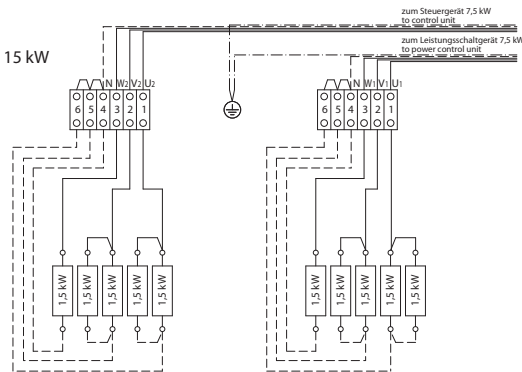 zum Steuergerät 7,5 kW
to control unit
zum Leistungsschaltgerät 7,5 kW
to power control unit
15 kW
N W2 V2 U2
6 5 4 3 2 1
N W1 V1 U1
6 5 4 3 2 1
1,5 kW 1,5 kW 1,5 kW 1,5 kW 1,5 kW
1,5 kW 1,5 kW 1,5 kW 1,5 kW 1,5 kW